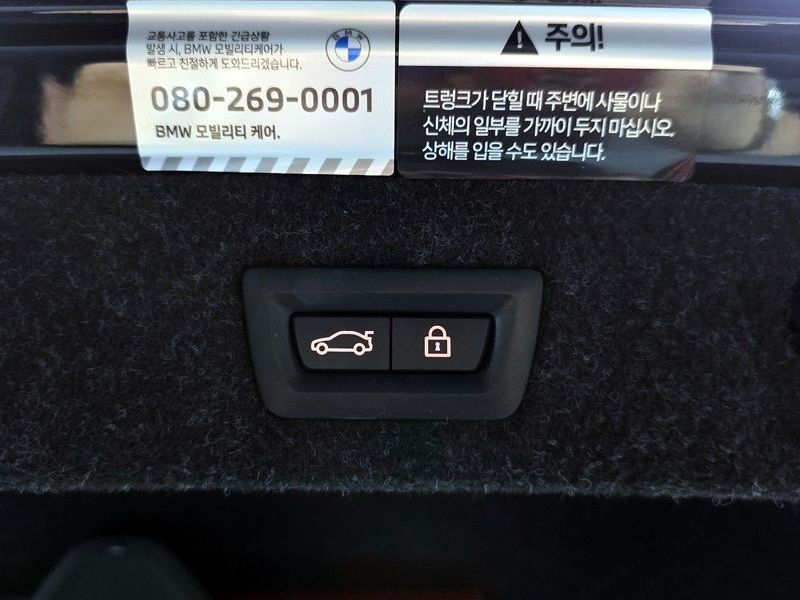 교통사고를 포함한 긴급상황
발생 시, BMW 모빌리티케어가
빠르고 친절하게 도와드리겠습니다.
BMW
080-269-0001
BMW 모빌리티 케어.
주의!
트렁크가 닫힐 때 주변에 사물이나
신체의 일부를 가까이 두지 마십시오.
상해를 입을 수도 있습니다.